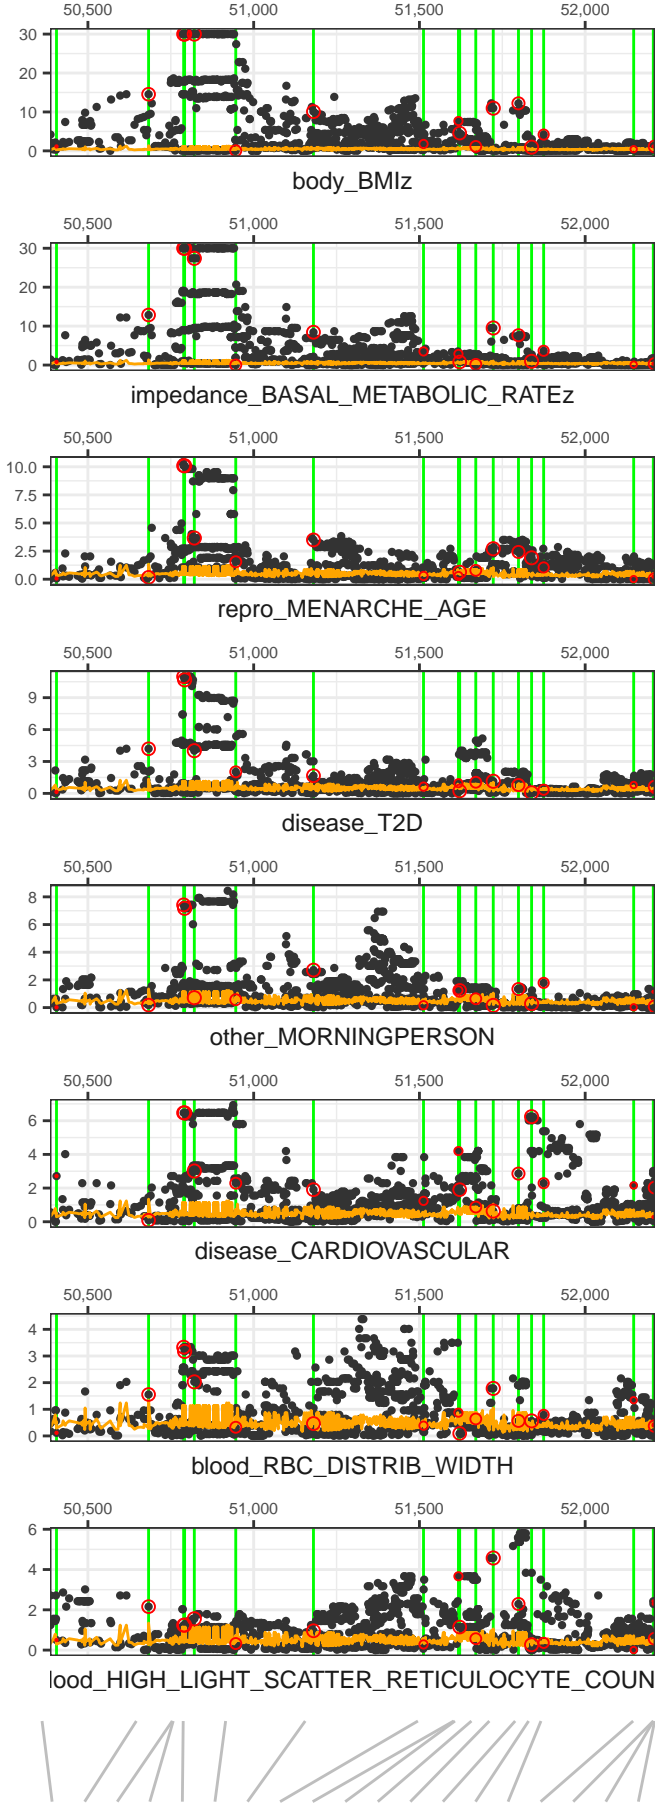 50,500 51,000 51,500 52,000
30
20
10
0
body_BMIz
50,500 51,000 51,500 52,000
30
20
10
0
impedance_BASAL_METABOLIC_RATEz
50,500 51,000 51,500 52,000
10.0
7.5
5.0
2.5
0.0
repro_MENARCHE_AGE
50,500 51,000 51,500 52,000
9
6
3
0
disease_T2D
50,500 51,000 51,500 52,000
8
6
4
2
0
other_MORNINGPERSON
50,500 51,000 51,500 52,000
6
4
2
0
disease_CARDIOVASCULAR
50,500 51,000 51,500 52,000
4
3
2
1
0
blood_RBC_DISTRIB_WIDTH
50,500 51,000 51,500 52,000
6
4
2
0
lood_HIGH_LIGHT_SCATTER_RETICULOCYTE_COUN